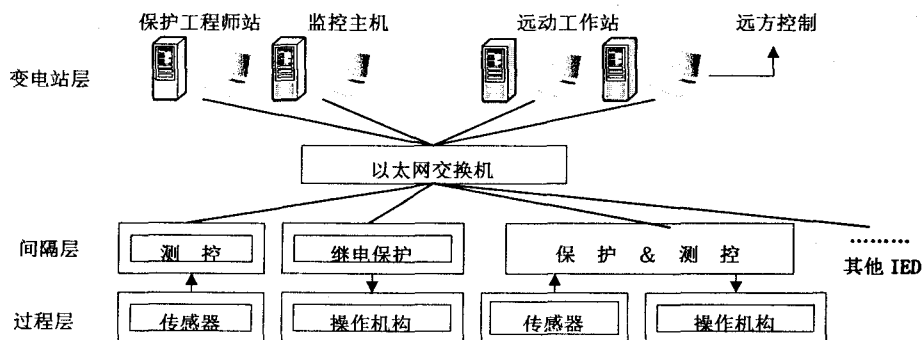 保护工程师站 监控主机 远动工作站 远方控制
变电站层
以太网交换机
间隔层 测 控 继电保护 保 护 & 测 控 ………
其他 IED
过程层 传感器 操作机构 传感器 操作机构